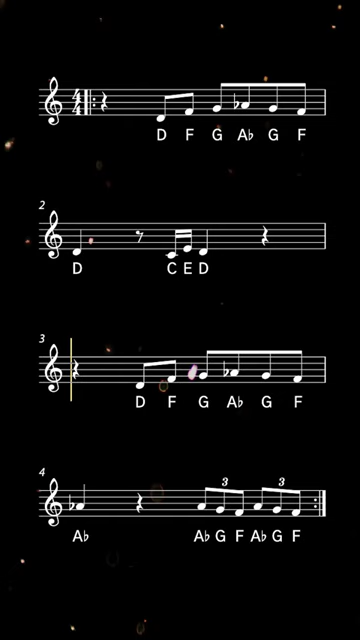 4
4
D F G A♭ G F
2
D C E D
3
D F G A♭ G F
4
3 3
A♭ A♭ G F A♭ G F